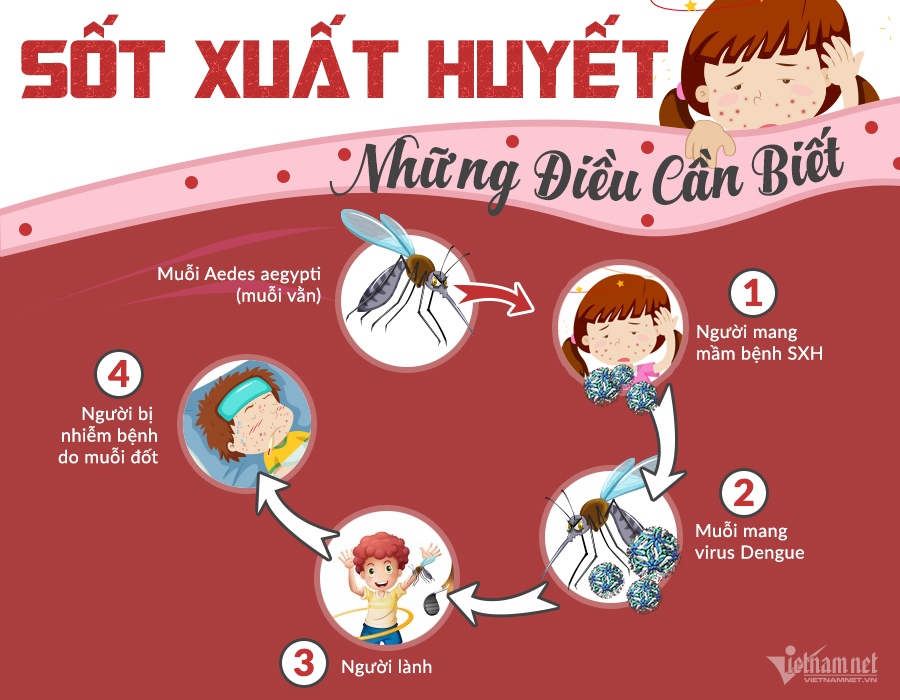 SỐT XUẤT HUYẾT
Những Điều Cần Biết
Muỗi Aedes aegypti
(muỗi vằn)
1
Người mang
mầm bệnh SXH
2
Muỗi mang
virus Dengue
3
Người lành
4
Người bị
nhiễm bệnh
do muỗi đốt
Vietnamnet
VIETNAMNET.VN